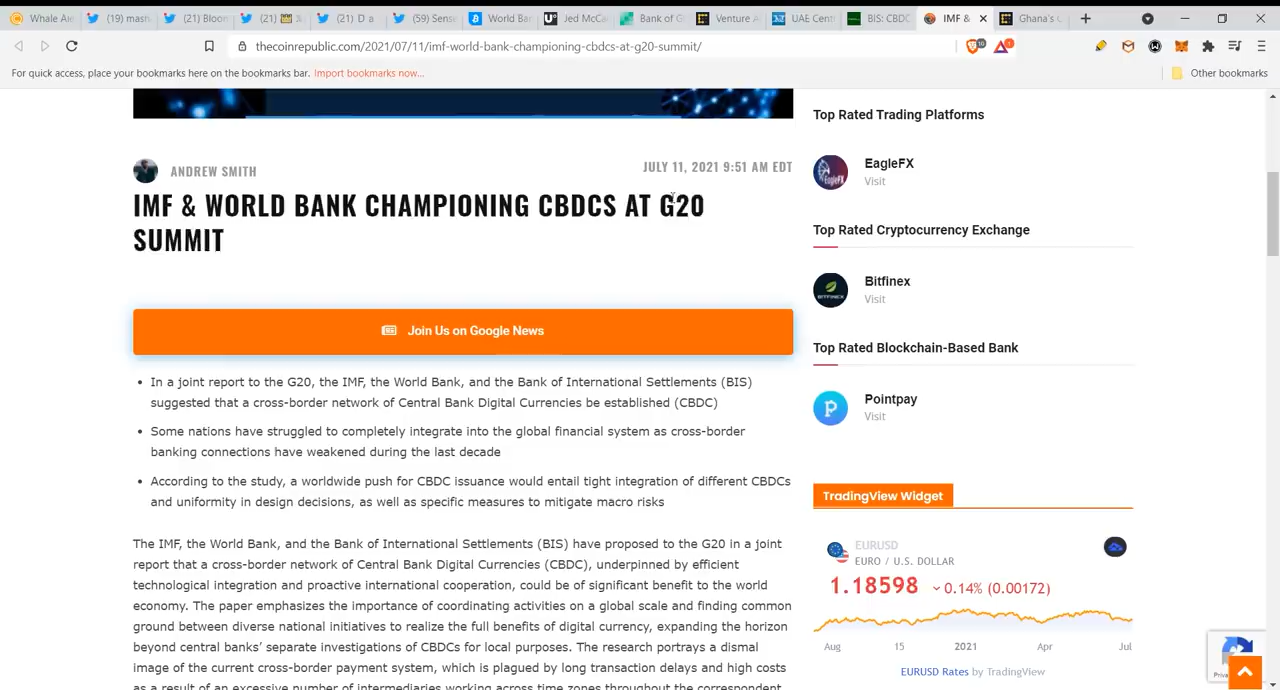 Whale Ale
(19) mash
(21) Bloon
(21)
(21) D a
(59) Sense
World Ban
Jed McCa
Bank of G
Venture A
UAE Cent
BIS: CBDC
IMF &
Ghana's C
thecoinrepublic.com/2021/07/11/imf-world-bank-championing-cbdcs-at-g20-summit/
For quick access, place your bookmarks here on the bookmarks bar. Import bookmarks now...
Other bookmarks
ANDREW SMITH
JULY 11, 2021 9:51 AM EDT
IMF & WORLD BANK CHAMPIONING CBDCS AT G20
SUMMIT
Join Us on Google News
• In a joint report to the G20, the IMF, the World Bank, and the Bank of International Settlements (BIS)
suggested that a cross-border network of Central Bank Digital Currencies be established (CBDC)
• Some nations have struggled to completely integrate into the global financial system as cross-border
banking connections have weakened during the last decade
• According to the study, a worldwide push for CBDC issuance would entail tight integration of different CBDCs
and uniformity in design decisions, as well as specific measures to mitigate macro risks
The IMF, the World Bank, and the Bank of International Settlements (BIS) have proposed to the G20 in a joint
report that a cross-border network of Central Bank Digital Currencies (CBDC), underpinned by efficient
technological integration and proactive international cooperation, could be of significant benefit to the world
economy. The paper emphasizes the importance of coordinating activities on a global scale and finding common
ground between diverse national initiatives to realize the full benefits of digital currency, expanding the horizon
beyond central banks' separate investigations of CBDCs for local purposes. The research portrays a dismal
image of the current cross-border payment system, which is plagued by long transaction delays and high costs
as a result of an excessive number of intermediaries working across time zones throughout the correspondent
Top Rated Trading Platforms
EagleFX
Visit
Top Rated Cryptocurrency Exchange
BITFINEX
Bitfinex
Visit
Top Rated Blockchain-Based Bank
Pointpay
Visit
TradingView Widget
EURUSD
EURO / U.S. DOLLAR
1.18598 0.14% (0.00172)
Aug 15 2021 Apr Jul
EURUSD Rates by TradingView